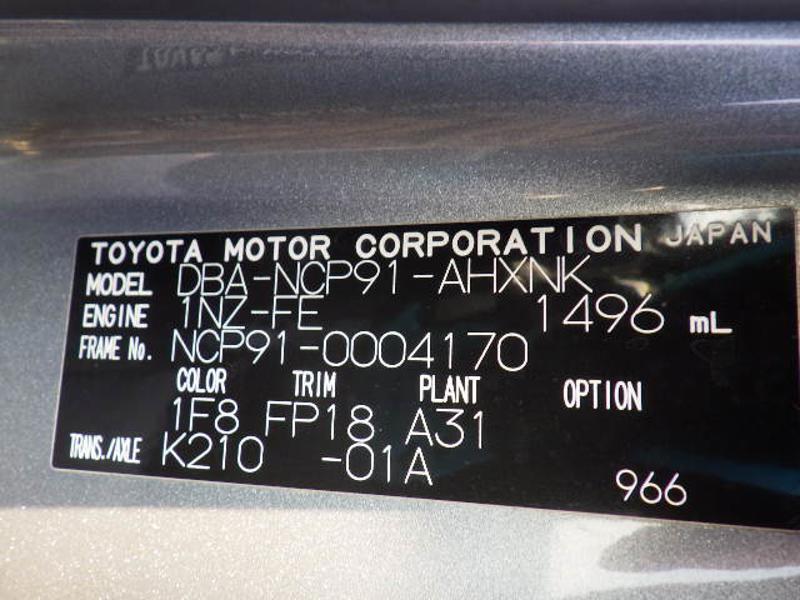 TOYOTA MOTOR CORPORATION JAPAN
MODEL DBA-NCP91-AHXNK
ENGINE 1NZ-FE 1496 mL
FRAME No. NCP91-0004170
COLOR TRIM PLANT OPTION
1F8 FP18 A31
TRANS./AXLE K210 -01A
966